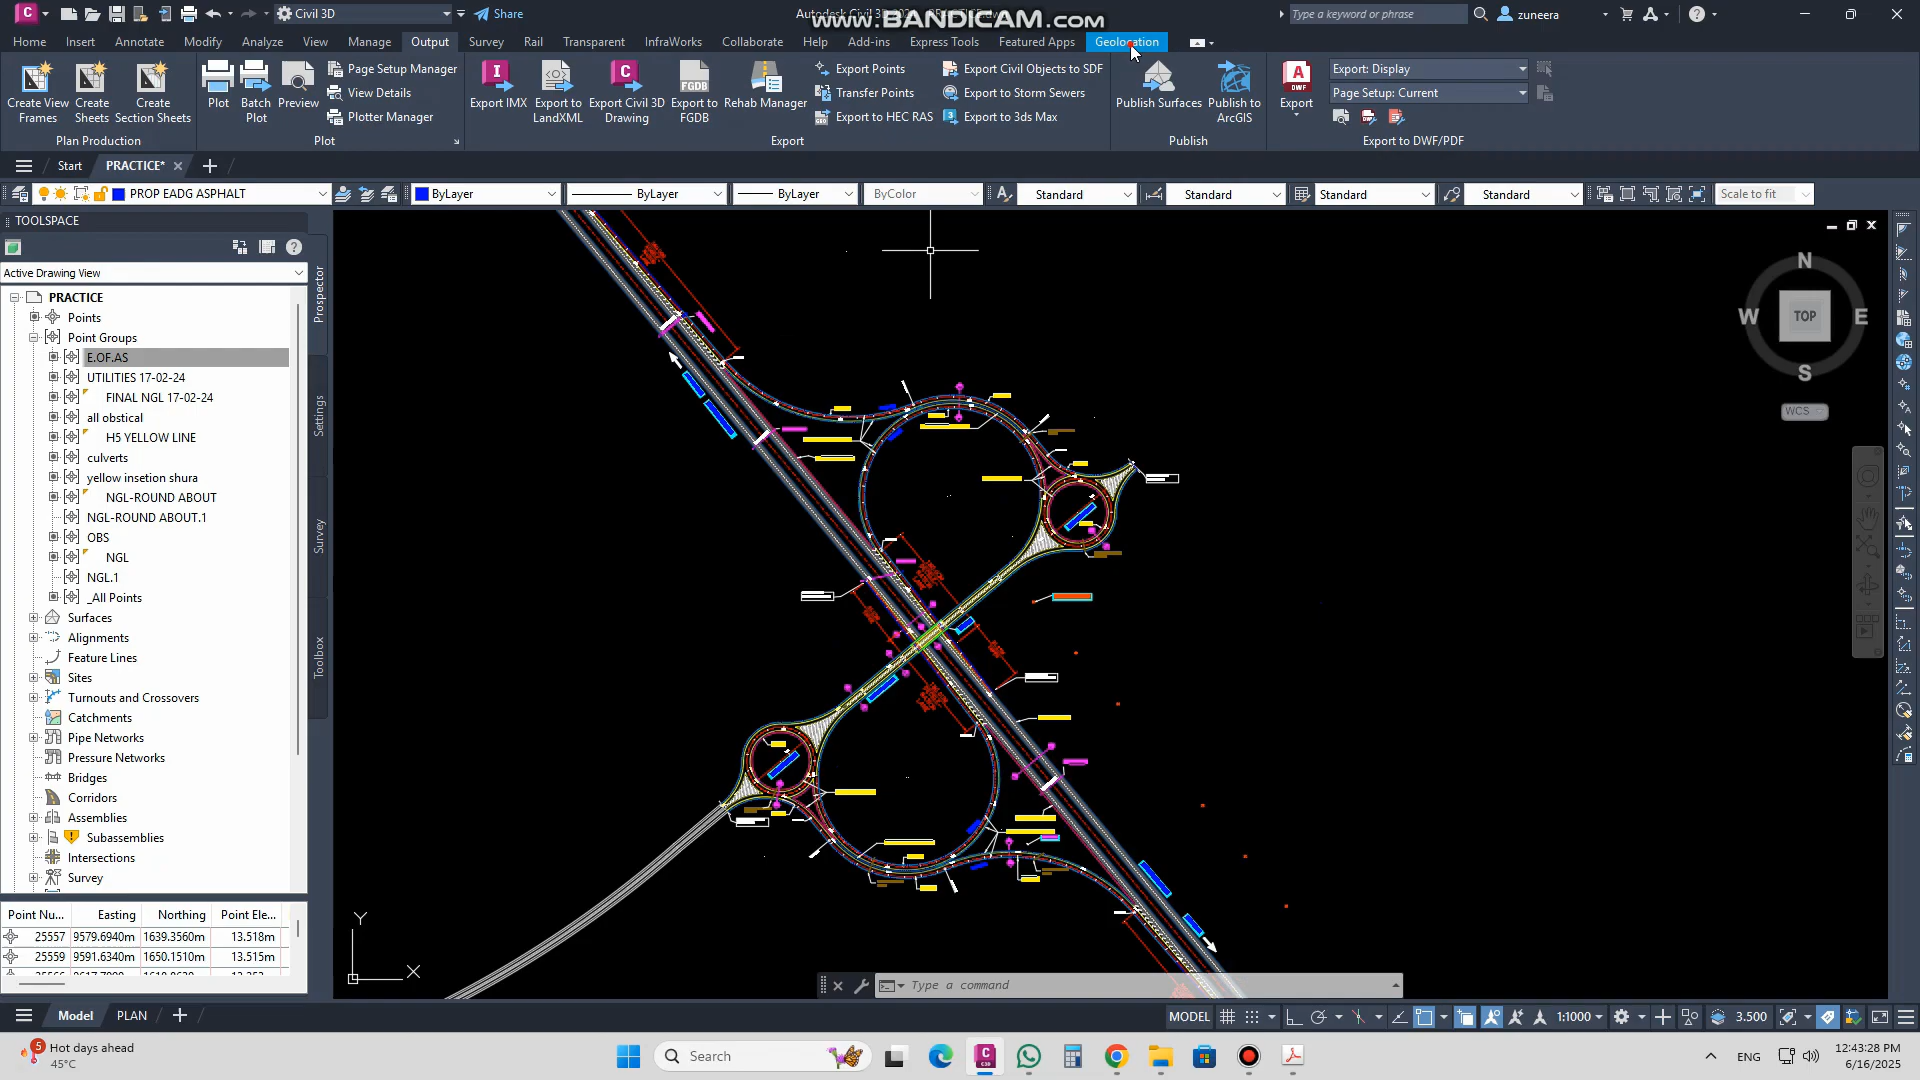 Civil 3D
Share
Autodesk Civil 3D
www.BANDICAM.com
Type a keyword or phrase
zuneera
Home Insert Annotate Modify Analyze View Manage Output Survey Rail Transparent InfraWorks Collaborate Help Add-ins Express Tools Featured Apps Geolocation
Create View Frames
Create Sheets
Create Section Sheets
Plan Production
Plot
Batch Plot
Preview
Page Setup Manager
View Details
Plotter Manager
Plot
Export IMX
Export to LandXML
Export Civil 3D Drawing
Export to FGDB
Rehab Manager
Export Points
Transfer Points
Export to HEC RAS
Export Civil Objects to SDF
Export to Storm Sewers
Export to 3ds Max
Export
Publish Surfaces
Publish to ArcGIS
Publish
Export
Export: Display
Page Setup: Current
Export to DWF/PDF
Start
PRACTICE*
PROP EADG ASPHALT
ByLayer
ByLayer
ByLayer
ByColor
Standard
Standard
Standard
Standard
Scale to fit
TOOLSPACE
Active Drawing View
Prospector
Settings
Survey
Toolbox
PRACTICE
Points
Point Groups
E.OF.AS
UTILITIES 17-02-24
FINAL NGL 17-02-24
all obstical
H5 YELLOW LINE
culverts
yellow insetion shura
NGL-ROUND ABOUT
NGL-ROUND ABOUT.1
OBS
NGL
NGL.1
_All Points
Surfaces
Alignments
Feature Lines
Sites
Turnouts and Crossovers
Catchments
Pipe Networks
Pressure Networks
Bridges
Corridors
Assemblies
Subassemblies
Intersections
Survey
Point Nu... Easting Northing Point Ele...
25557 9579.6940m 1639.3560m 13.518m
25559 9591.6340m 1650.1510m 13.515m
N
W TOP E
S
WCS
Y
X
Type a command
Model PLAN
MODEL
1:1000
3.500
Hot days ahead
45°C
5
Search
ENG
12:43:28 PM
6/16/2025